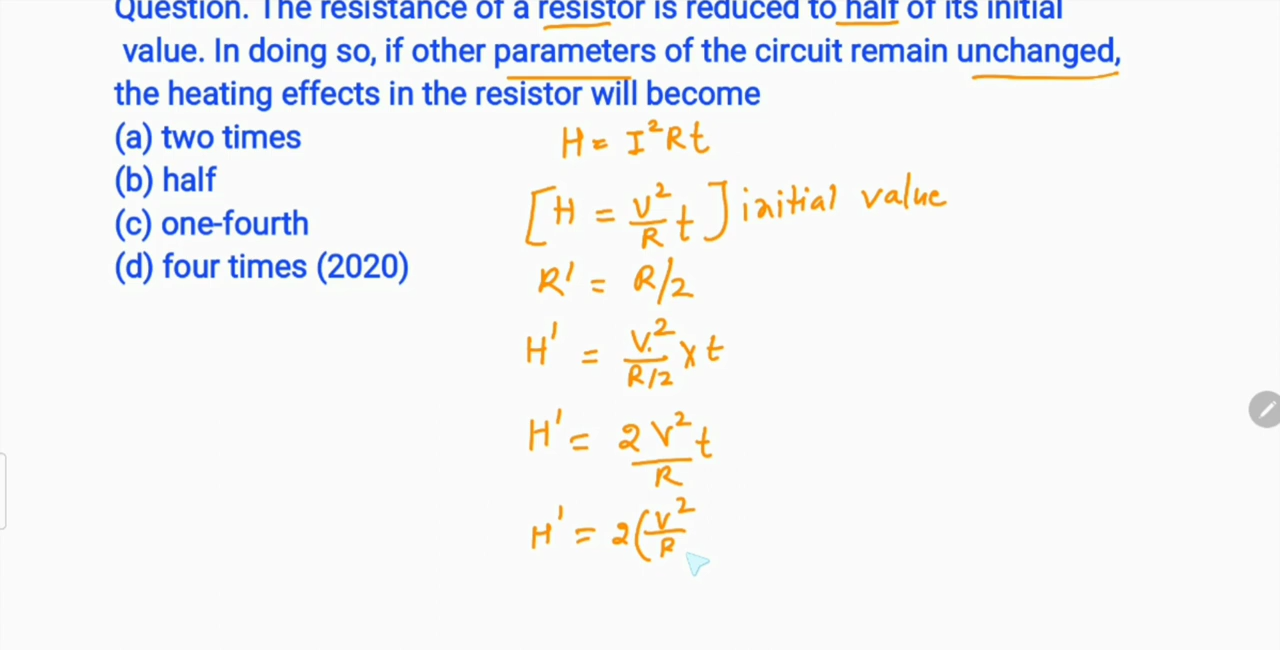 Question. The resistance of a resistor is reduced to half of its initial
value. In doing so, if other parameters of the circuit remain unchanged,
the heating effects in the resistor will become
(a) two times
(b) half
(c) one-fourth
(d) four times (2020)
H = I²Rt
[H = V²/R t] initial value
R' = R/2
H' = V.²/R/2 × t
H' = 2V²/R t
H' = 2(V²/R